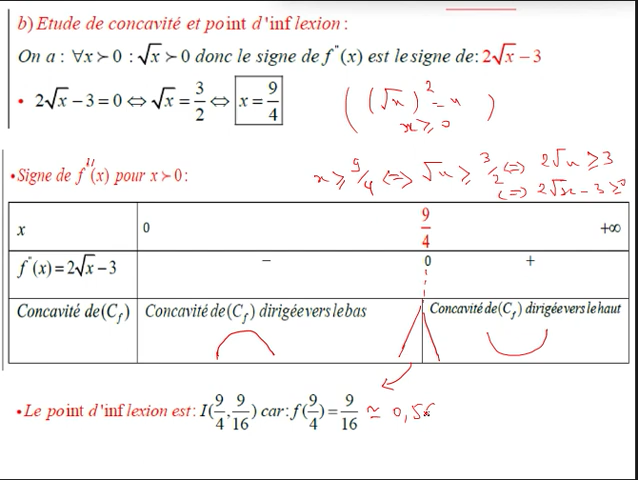 b) Etude de concavité et point d'inflexion :
On a : ∀x ≻ 0 : √x ≻ 0 donc le signe de f''(x) est le signe de : 2√x − 3
• 2√x − 3 = 0 ⇔ √x = 3/2 ⇔ x = 9/4
( (√x)² = x )
x ≥ 0
• Signe de f''(x) pour x ≻ 0 :
x ≥ 9/4 ⇔ √x ≥ 3/2 ⇔ 2√x ≥ 3
⇔ 2√x − 3 ≥ 0
x 0 9/4 +∞
f''(x) = 2√x − 3 − 0 +
Concavité de (C_f) Concavité de (C_f) dirigée vers le bas Concavité de (C_f) dirigée vers le haut
• Le point d'inflexion est : I(9/4, 9/16) car : f(9/4) = 9/16 ≃ 0,56